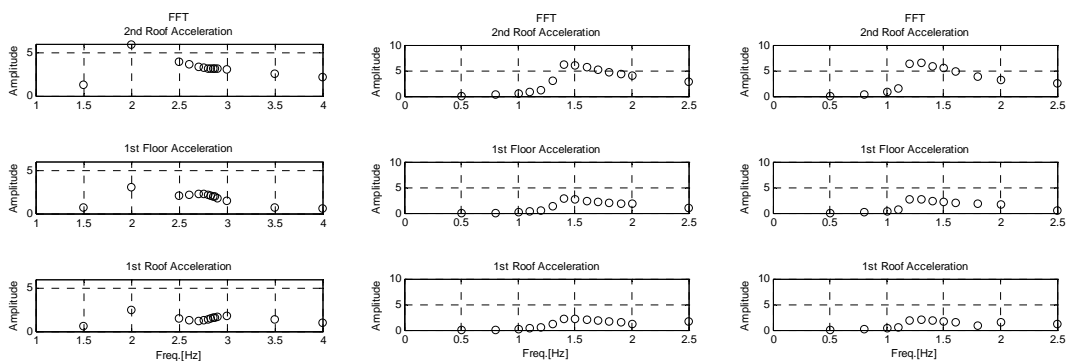 FFT
2nd Roof Acceleration
Amplitude
5
0
1 1.5 2 2.5 3 3.5 4
1st Floor Acceleration
Amplitude
5
0
1 1.5 2 2.5 3 3.5 4
1st Roof Acceleration
Amplitude
5
0
1 1.5 2 2.5 3 3.5 4
Freq.[Hz]
FFT
2nd Roof Acceleration
Amplitude
10
5
0
0 0.5 1 1.5 2 2.5
1st Floor Acceleration
Amplitude
10
5
0
0 0.5 1 1.5 2 2.5
1st Roof Acceleration
Amplitude
10
5
0
0 0.5 1 1.5 2 2.5
Freq.[Hz]
FFT
2nd Roof Acceleration
Amplitude
10
5
0
0 0.5 1 1.5 2 2.5
1st Floor Acceleration
Amplitude
10
5
0
0 0.5 1 1.5 2 2.5
1st Roof Acceleration
Amplitude
10
5
0
0 0.5 1 1.5 2 2.5
Freq.[Hz]